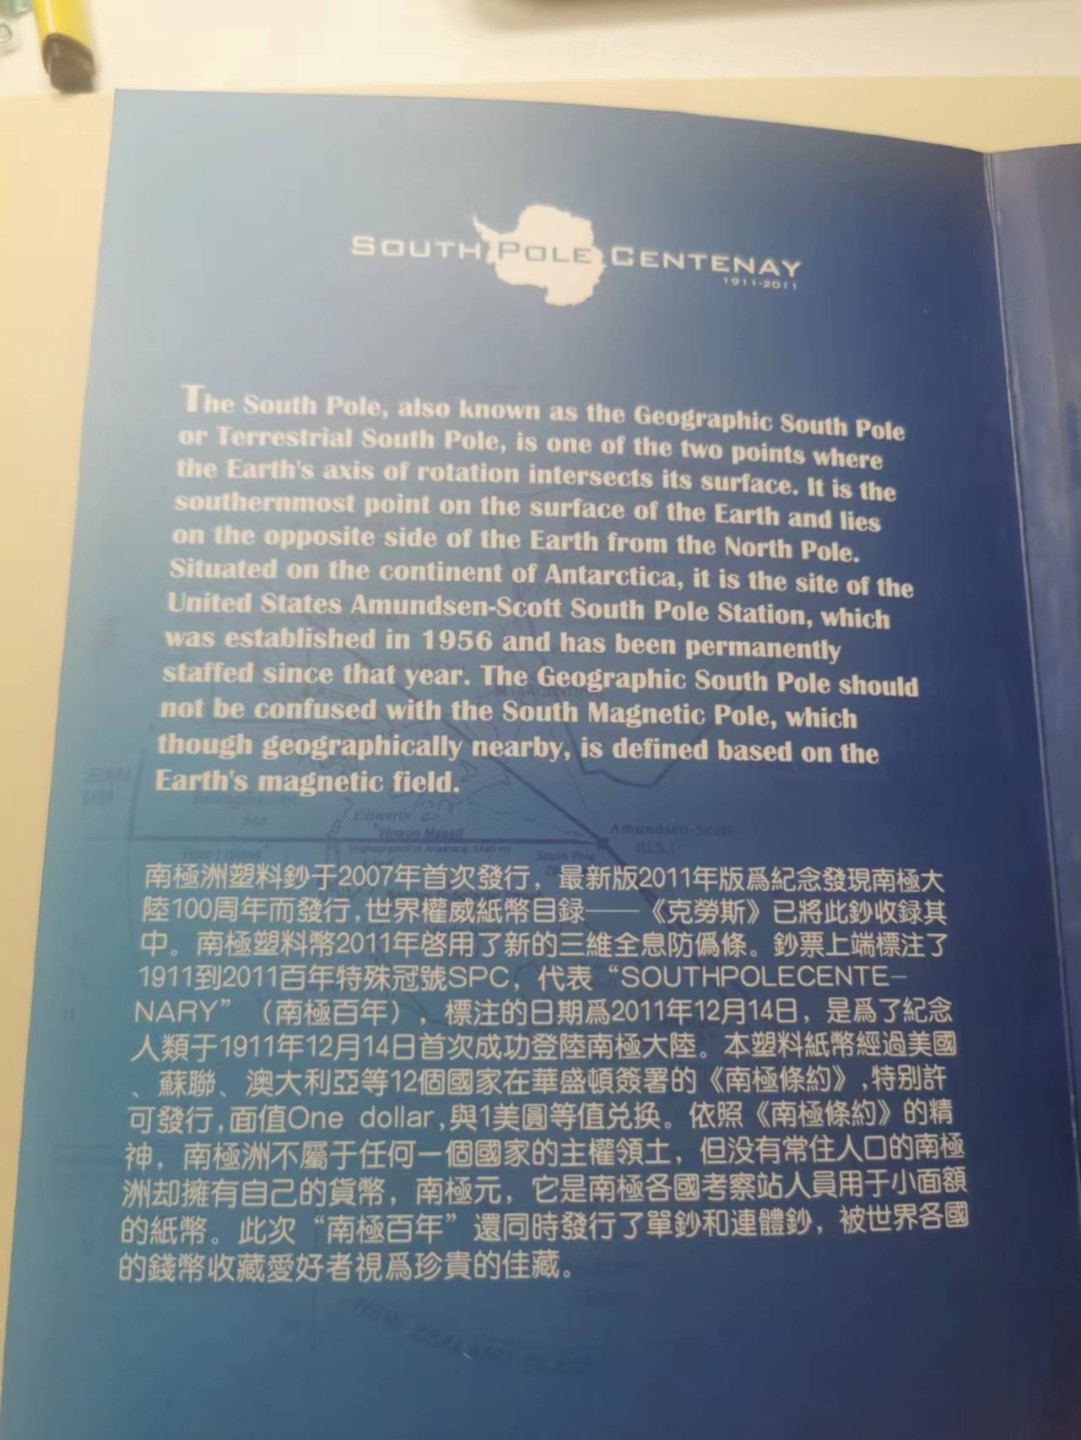 SOUTH POLE CENTENAY
1911-2011
The South Pole, also known as the Geographic South Pole
or Terrestrial South Pole, is one of the two points where
the Earth's axis of rotation intersects its surface. It is the
southernmost point on the surface of the Earth and lies
on the opposite side of the Earth from the North Pole.
Situated on the continent of Antarctica, it is the site of the
United States Amundsen-Scott South Pole Station, which
was established in 1956 and has been permanently
staffed since that year. The Geographic South Pole should
not be confused with the South Magnetic Pole, which
though geographically nearby, is defined based on the
Earth's magnetic field.
Ellsworth
Vinson Massif
Amundsen-Scott
(U.S.)
South Pole
南極洲塑料鈔于2007年首次發行，最新版2011年版爲紀念發現南極大
陸100周年而發行,世界權威紙幣目録——《克勞斯》已將此鈔收録其
中。南極塑料幣2011年啓用了新的三維全息防僞條。鈔票上端標注了
1911到2011百年特殊冠號SPC，代表“SOUTHPOLECENTE-
NARY”（南極百年），標注的日期爲2011年12月14日，是爲了紀念
人類于1911年12月14日首次成功登陸南極大陸。本塑料紙幣經過美國
、蘇聯、澳大利亞等12個國家在華盛頓簽署的《南極條約》,特别許
可發行,面值One dollar,與1美圓等值兑换。依照《南極條約》的精
神，南極洲不屬于任何一個國家的主權領土，但没有常住人口的南極
洲却擁有自己的貨幣，南極元，它是南極各國考察站人員用于小面額
的紙幣。此次“南極百年”還同時發行了單鈔和連體鈔，被世界各國
的錢幣收藏愛好者視爲珍貴的佳藏。